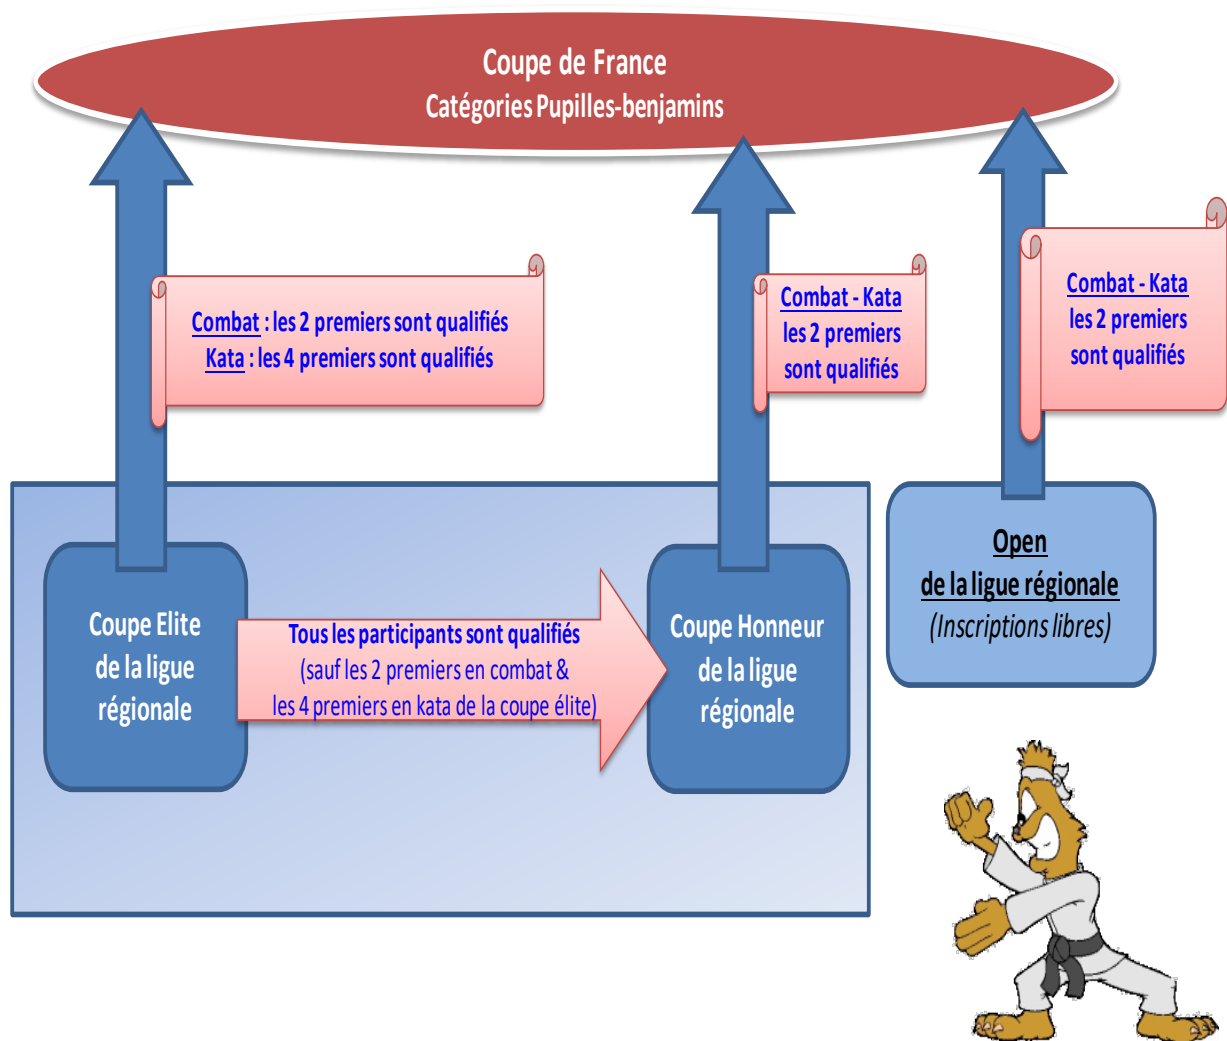 Coupe de France
Catégories Pupilles-benjamins
Combat : les 2 premiers sont qualifiés
Kata : les 4 premiers sont qualifiés
Combat - Kata
les 2 premiers
sont qualifiés
Combat - Kata
les 2 premiers
sont qualifiés
Coupe Elite
de la ligue
régionale
Tous les participants sont qualifiés
(sauf les 2 premiers en combat &
les 4 premiers en kata de la coupe élite)
Coupe Honneur
de la ligue
régionale
Open
de la ligue régionale
(Inscriptions libres)